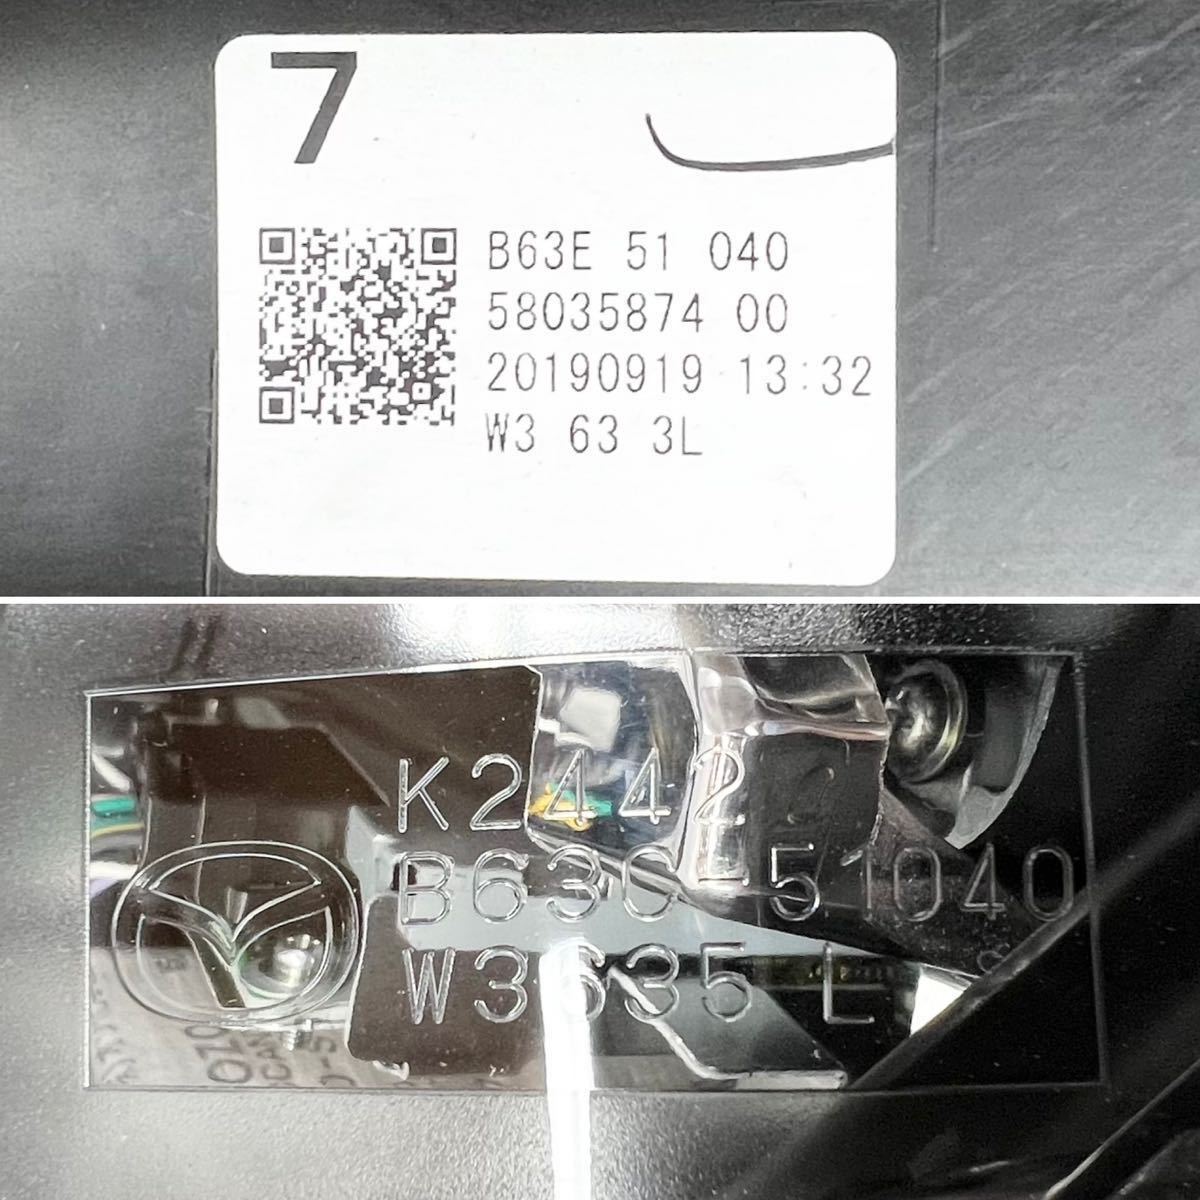 7
B63E 51 040
58035874 00
20190919 13:32
W3 63 3L
K2442
B63C-51040
W3635 L